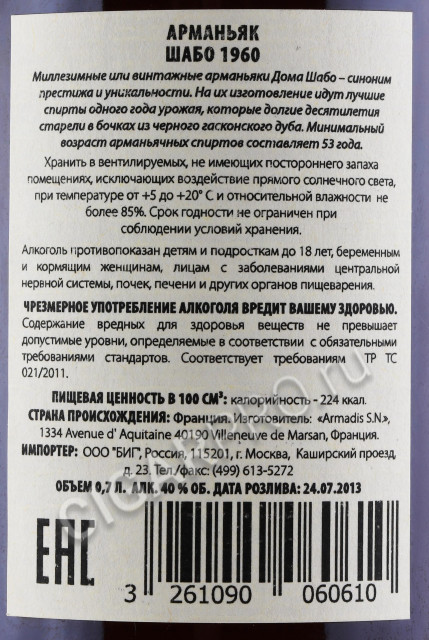 АРМАНЬЯК
ШАБО 1960
Миллезимные или винтажные арманьяки Дома Шабо – синоним
престижа и уникальности. На их изготовление идут лучшие
спирты одного года урожая, которые долгие десятилетия
старели в бочках из черного гасконского дуба. Минимальный
возраст арманьячных спиртов составляет 53 года.
Хранить в вентилируемых, не имеющих постороннего запаха
помещениях, исключающих воздействие прямого солнечного света,
при температуре от +5 до +20° С и относительной влажности не
более 85%. Срок годности не ограничен при
соблюдении условий хранения.
Алкоголь противопоказан детям и подросткам до 18 лет, беременным
и кормящим женщинам, лицам с заболеваниями центральной
нервной системы, почек, печени и других органов пищеварения.
ЧРЕЗМЕРНОЕ УПОТРЕБЛЕНИЕ АЛКОГОЛЯ ВРЕДИТ ВАШЕМУ ЗДОРОВЬЮ.
Содержание вредных для здоровья веществ не превышает
допустимые уровни, определяемые в соответствии с обязательными
требованиями стандартов. Соответствует требованиям ТР ТС
021/2011.
ПИЩЕВАЯ ЦЕННОСТЬ В 100 СМ³: калорийность - 224 ккал.
СТРАНА ПРОИСХОЖДЕНИЯ: Франция. Изготовитель: «Armadis S.N.»,
1334 Avenue d' Aquitaine 40190 Villeneuve de Marsan, Франция.
ИМПОРТЕР: ООО "БИГ", Россия, 115201, г. Москва, Каширский проезд,
д. 23. Тел./факс: (499) 613-5272
ОБЪЕМ 0,7 Л. АЛК. 40 % ОБ. ДАТА РОЗЛИВА: 24.07.2013
EAC
3 261090 060610